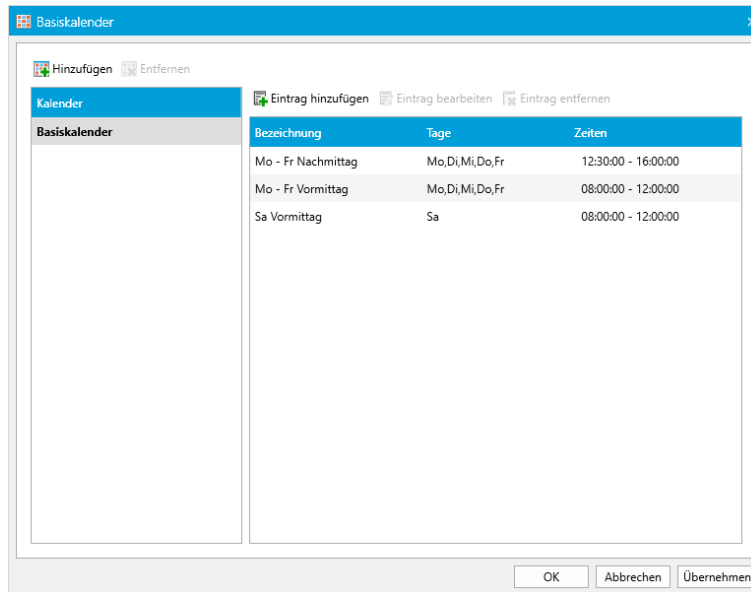 Basiskalender
Hinzufügen Entfernen
Kalender
Basiskalender
Eintrag hinzufügen Eintrag bearbeiten Eintrag entfernen
Bezeichnung Tage Zeiten
Mo - Fr Nachmittag Mo,Di,Mi,Do,Fr 12:30:00 - 16:00:00
Mo - Fr Vormittag Mo,Di,Mi,Do,Fr 08:00:00 - 12:00:00
Sa Vormittag Sa 08:00:00 - 12:00:00
OK Abbrechen Übernehmen